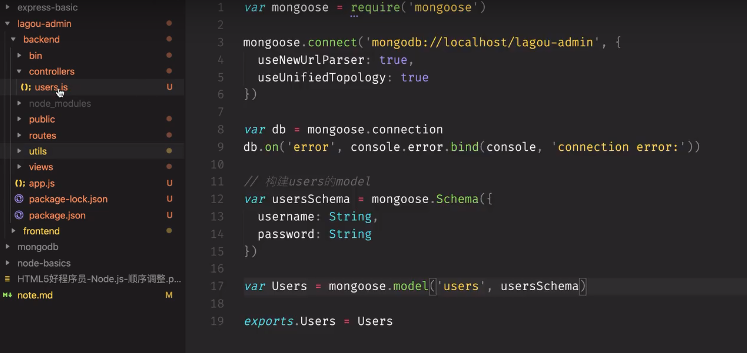 express-basic
lagou-admin
backend
bin
controllers
users.js U
node_modules
public
routes
utils
views
app.js U
package-lock.json U
package.json U
frontend
mongodb
node-basics
HTML5好程序员-Node.js-顺序调整.p...
note.md M
1 var mongoose = require('mongoose')
2
3 mongoose.connect('mongodb://localhost/lagou-admin', {
4 useNewUrlParser: true,
5 useUnifiedTopology: true
6 })
7
8 var db = mongoose.connection
9 db.on('error', console.error.bind(console, 'connection error:'))
10
11 // 构建users的model
12 var usersSchema = mongoose.Schema({
13 username: String,
14 password: String
15 })
16
17 var Users = mongoose.model('users', usersSchema)
18
19 exports.Users = Users